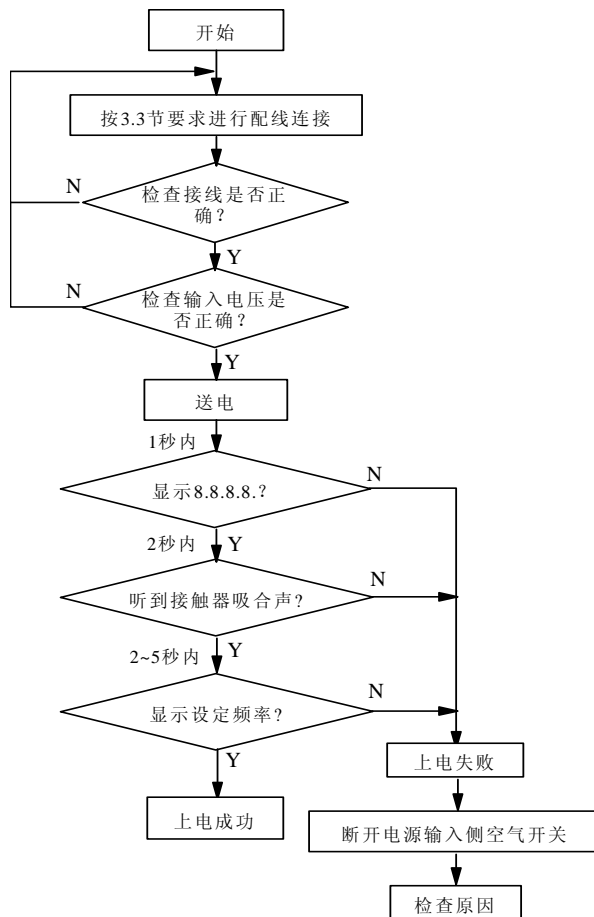 开始
按3.3节要求进行配线连接
N
检查接线是否正
确?
Y
N
检查输入电压是
否正确?
Y
送电
1秒内
N
显示8.8.8.8.?
2秒内
Y
N
听到接触器吸合声?
2~5秒内
Y
N
显示设定频率?
Y
上电失败
上电成功
断开电源输入侧空气开关
检查原因